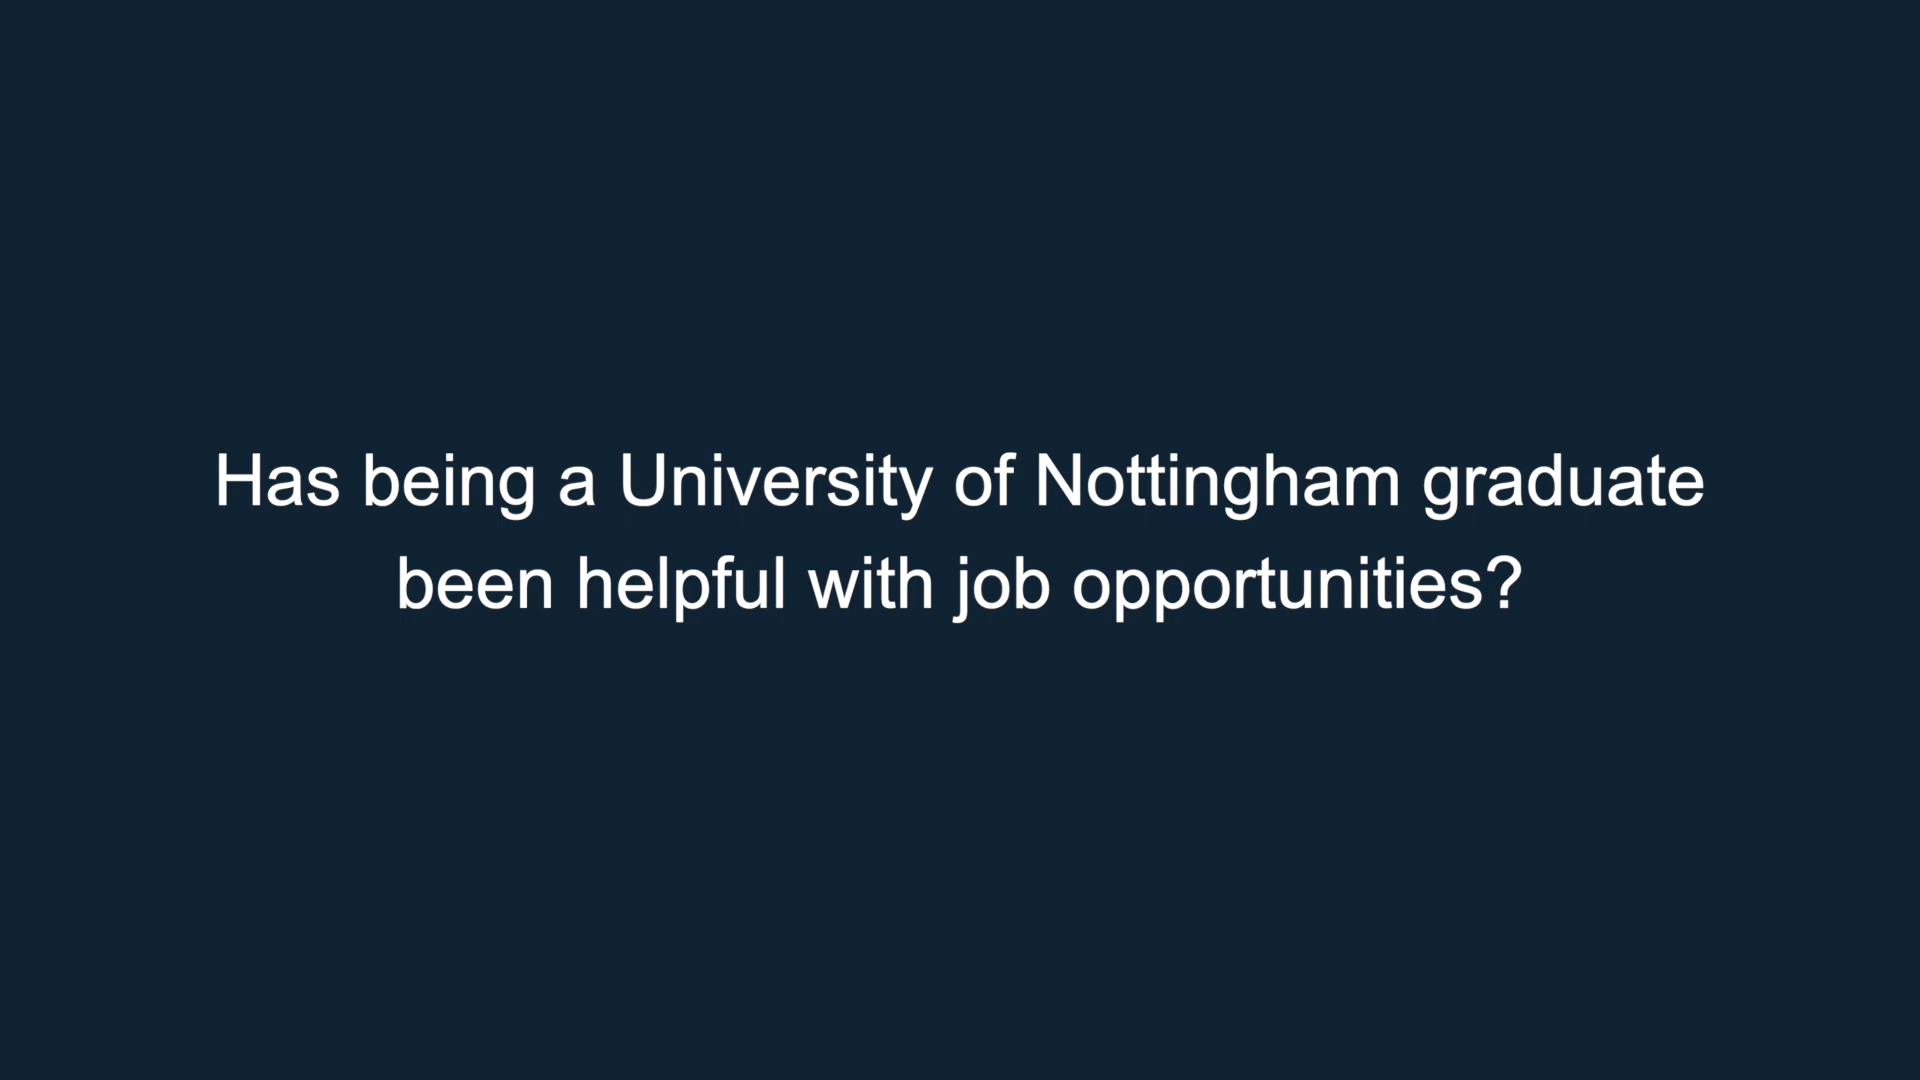 Has being a University of Nottingham graduate
been helpful with job opportunities?